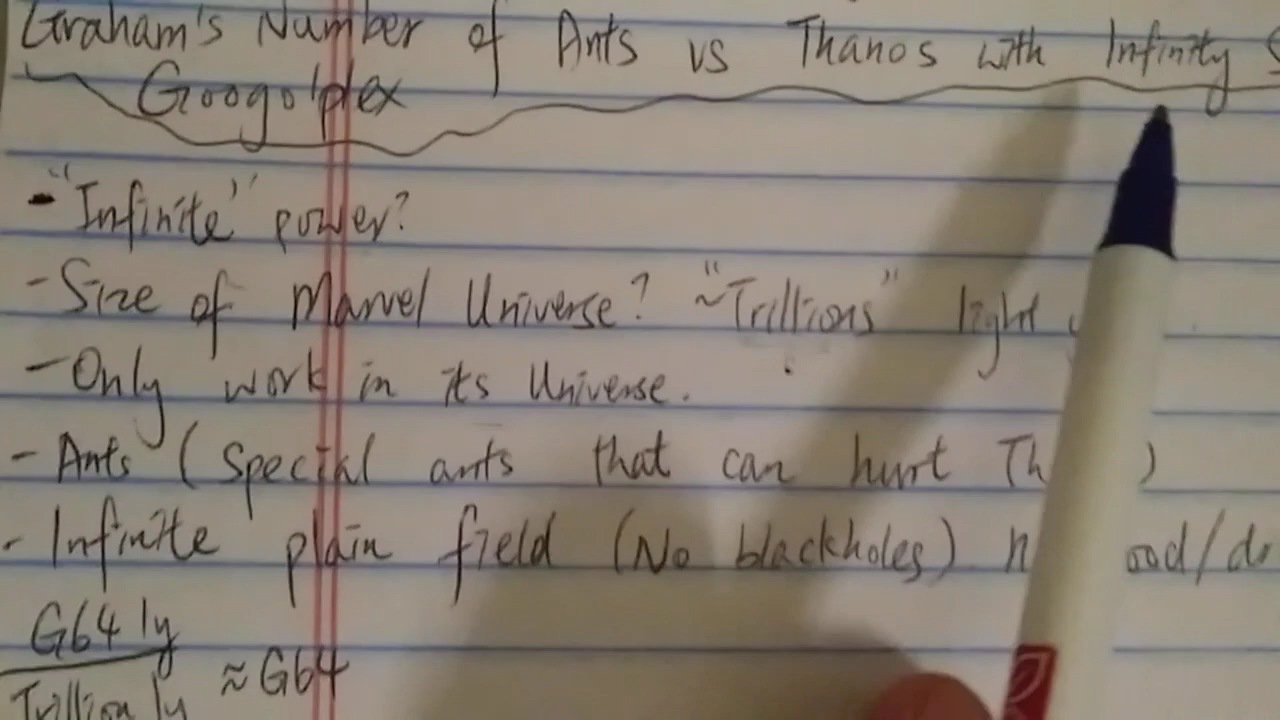 Graham's Number of Ants vs Thanos with Infinity
Googolplex
- "Infinite" power?
- Size of Marvel Universe? ~"Trillions" light
- Only work in its Universe.
- Ants (Special ants that can hurt Th )
- Infinite plain field (No blackholes)
G64 ly
Trillion ly
≈ G64